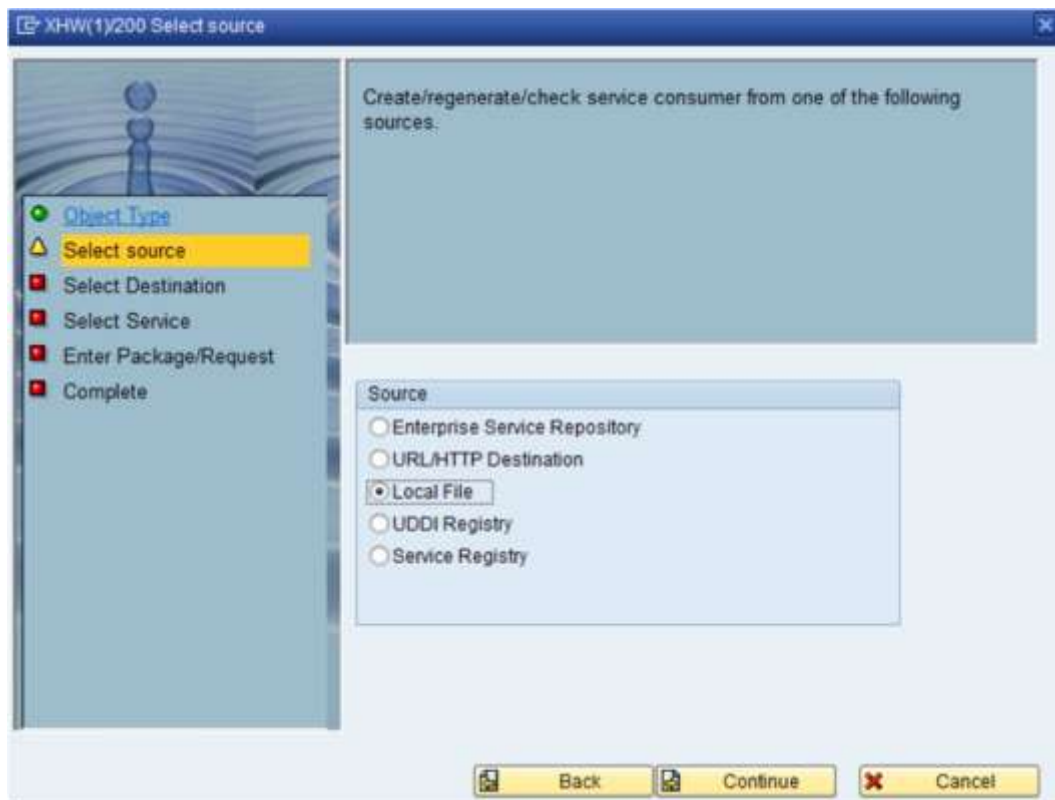 XHW(1)/200 Select source
Create/regenerate/check service consumer from one of the following
sources.
Object Type
Select source
Select Destination
Select Service
Enter Package/Request
Complete
Source
Enterprise Service Repository
URL/HTTP Destination
Local File
UDDI Registry
Service Registry
Back
Continue
Cancel